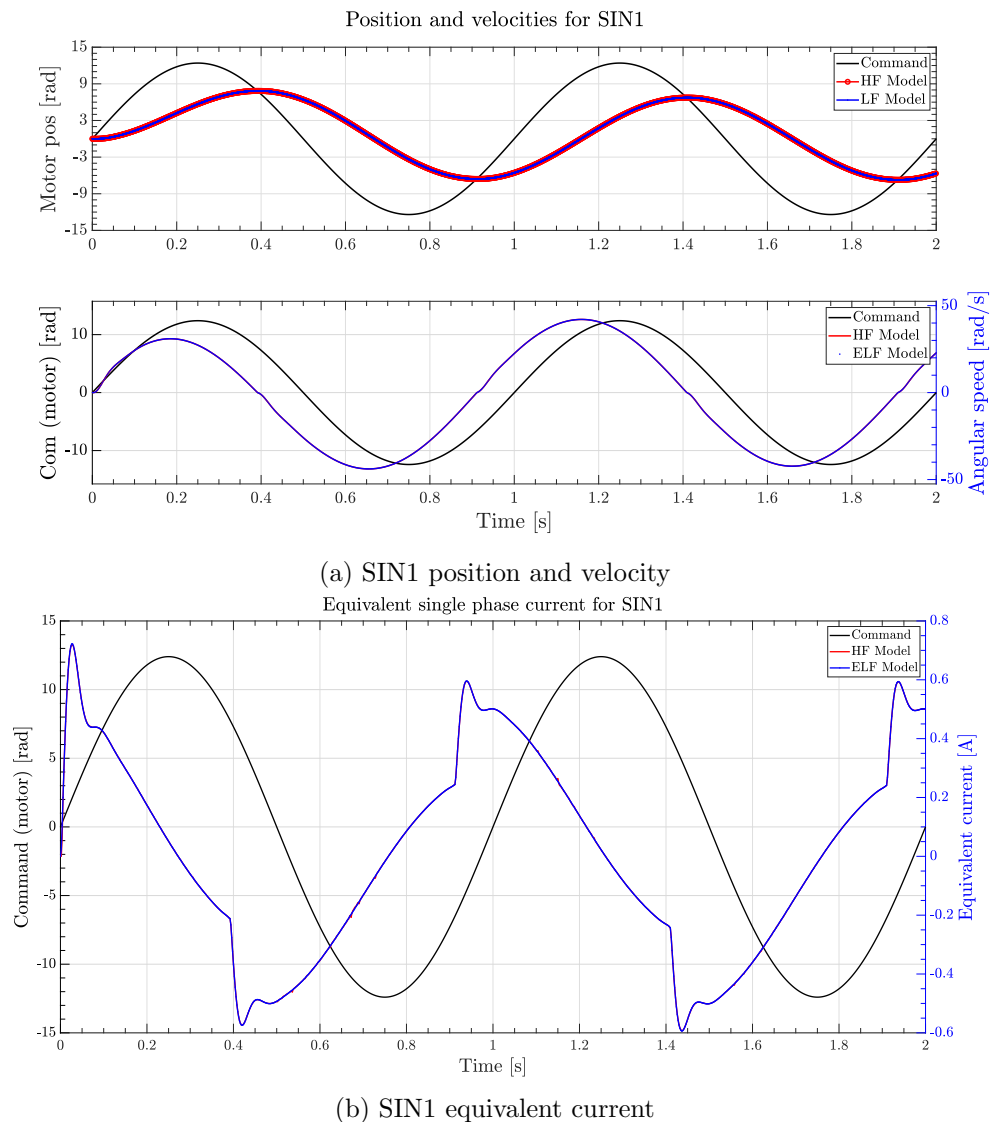 Position and velocities for SIN1
Motor pos [rad]
15
9
3
-3
-9
-15
Command
HF Model
LF Model
0 0.2 0.4 0.6 0.8 1 1.2 1.4 1.6 1.8 2
Com (motor) [rad]
10
0
-10
Command
HF Model
ELF Model
50
0
-50
Angular speed [rad/s]
0 0.2 0.4 0.6 0.8 1 1.2 1.4 1.6 1.8 2
Time [s]
(a) SIN1 position and velocity
Equivalent single phase current for SIN1
Command (motor) [rad]
15
10
5
0
-5
-10
-15
Command
HF Model
ELF Model
0.8
0.6
0.4
0.2
0
-0.2
-0.4
-0.6
Equivalent current [A]
0 0.2 0.4 0.6 0.8 1 1.2 1.4 1.6 1.8 2
Time [s]
(b) SIN1 equivalent current